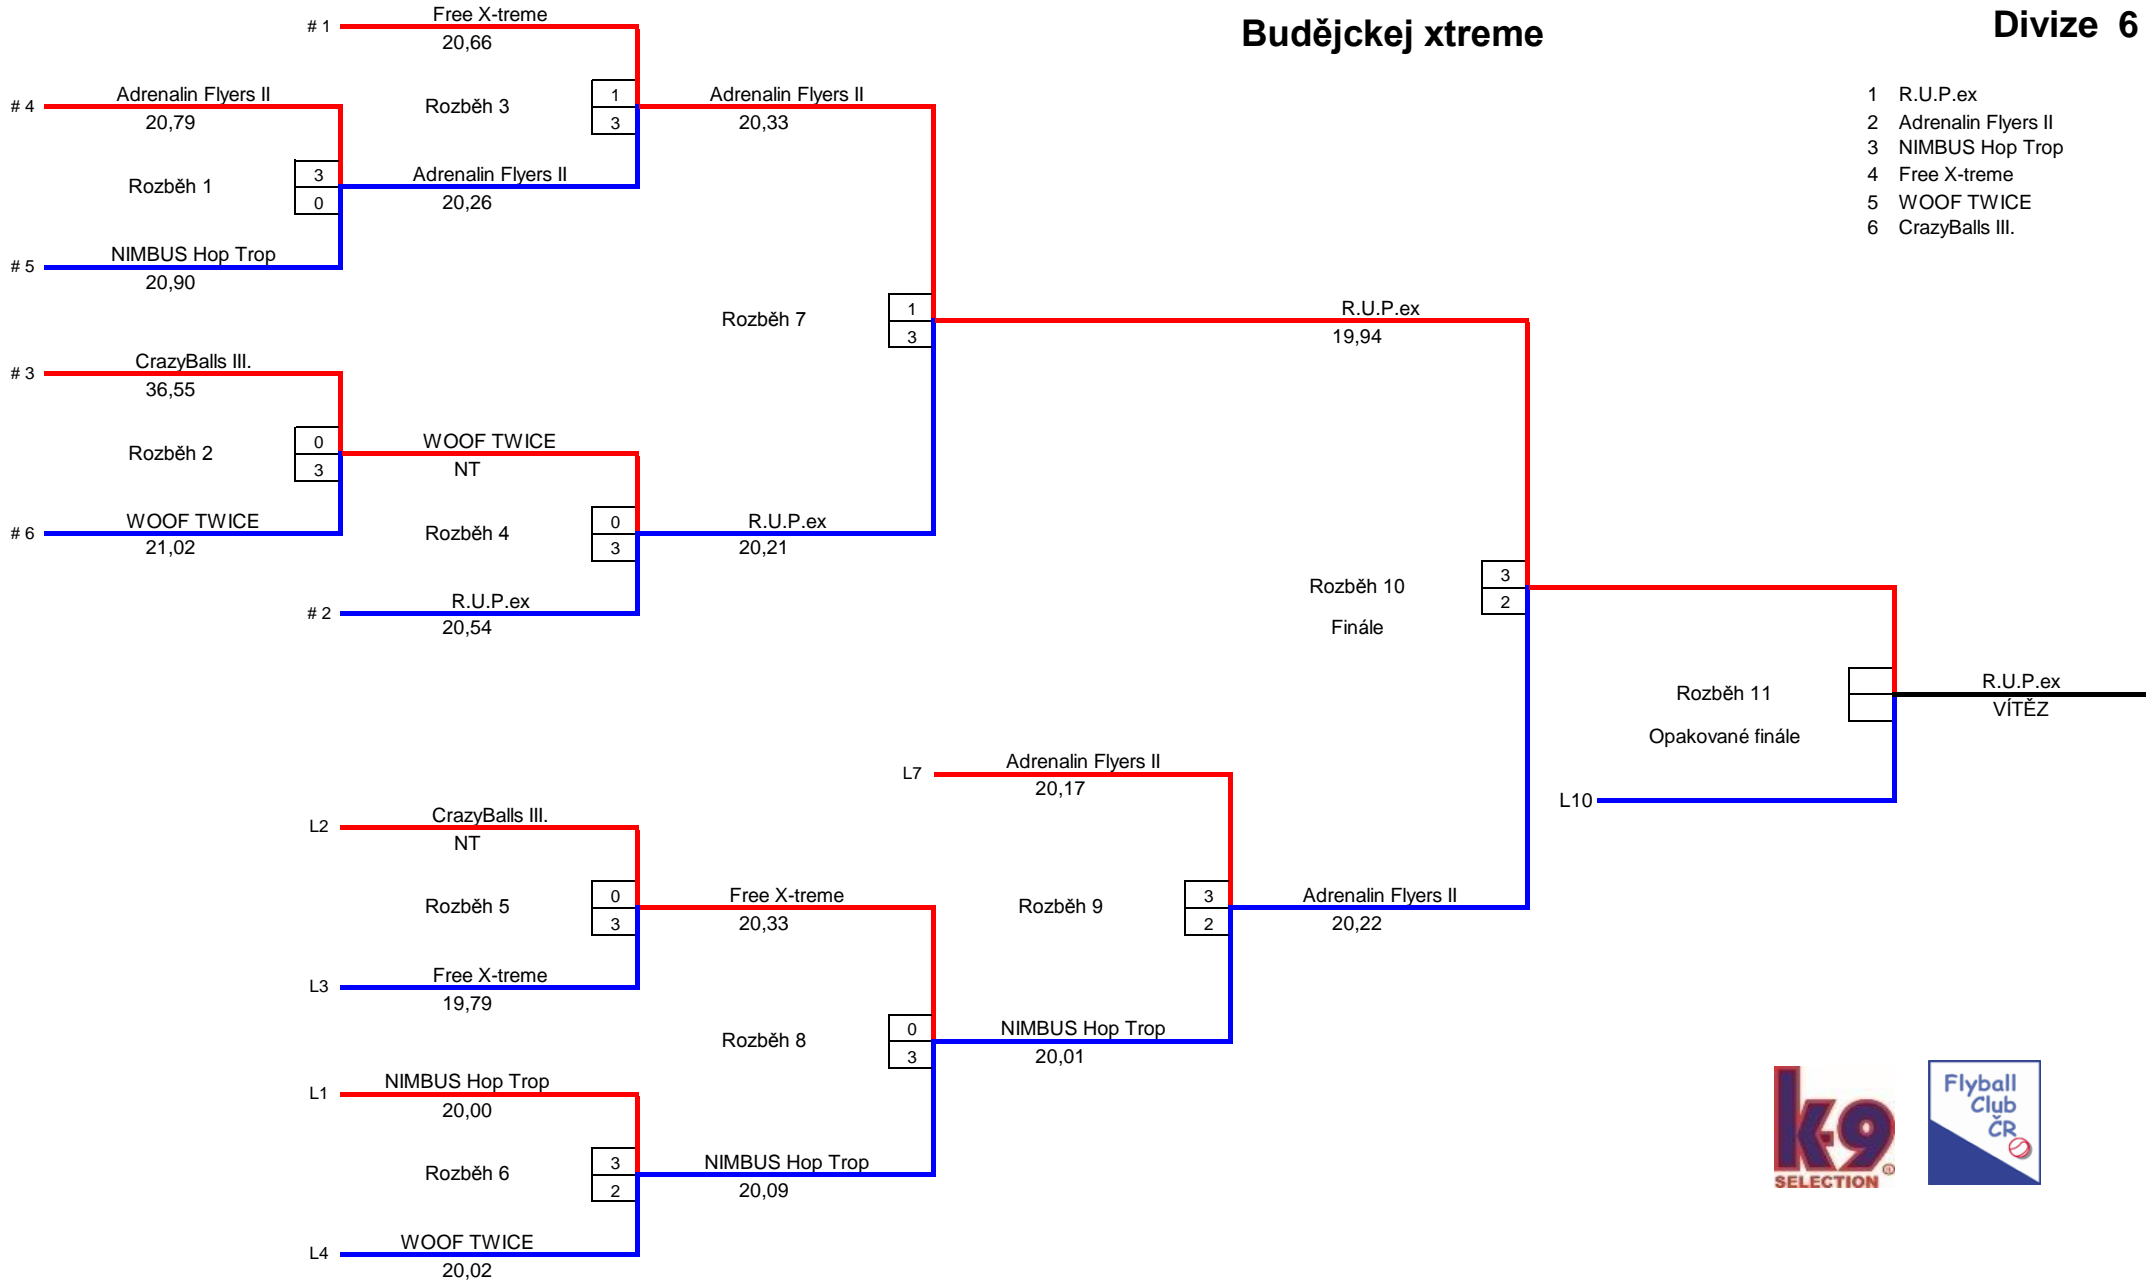 Budějckej xtreme
Divize 6
1 R.U.P.ex
2 Adrenalin Flyers II
3 NIMBUS Hop Trop
4 Free X-treme
5 WOOF TWICE
6 CrazyBalls III.
# 1
Free X-treme
20,66
# 4
Adrenalin Flyers II
20,79
Rozběh 3
1
3
Adrenalin Flyers II
20,33
Rozběh 1
3
0
Adrenalin Flyers II
20,26
# 5
NIMBUS Hop Trop
20,90
Rozběh 7
1
3
R.U.P.ex
19,94
# 3
CrazyBalls III.
36,55
Rozběh 2
0
3
WOOF TWICE
NT
# 6
WOOF TWICE
21,02
Rozběh 4
0
3
R.U.P.ex
20,21
# 2
R.U.P.ex
20,54
Rozběh 10
Finále
3
2
Rozběh 11
Opakované finále
R.U.P.ex
VÍTĚZ
L10
L7
Adrenalin Flyers II
20,17
L2
CrazyBalls III.
NT
Rozběh 5
0
3
Free X-treme
20,33
Rozběh 9
3
2
Adrenalin Flyers II
20,22
L3
Free X-treme
19,79
Rozběh 8
0
3
NIMBUS Hop Trop
20,01
L1
NIMBUS Hop Trop
20,00
Rozběh 6
3
2
NIMBUS Hop Trop
20,09
L4
WOOF TWICE
20,02
k-9
SELECTION
®
Flyball
Club
ČR